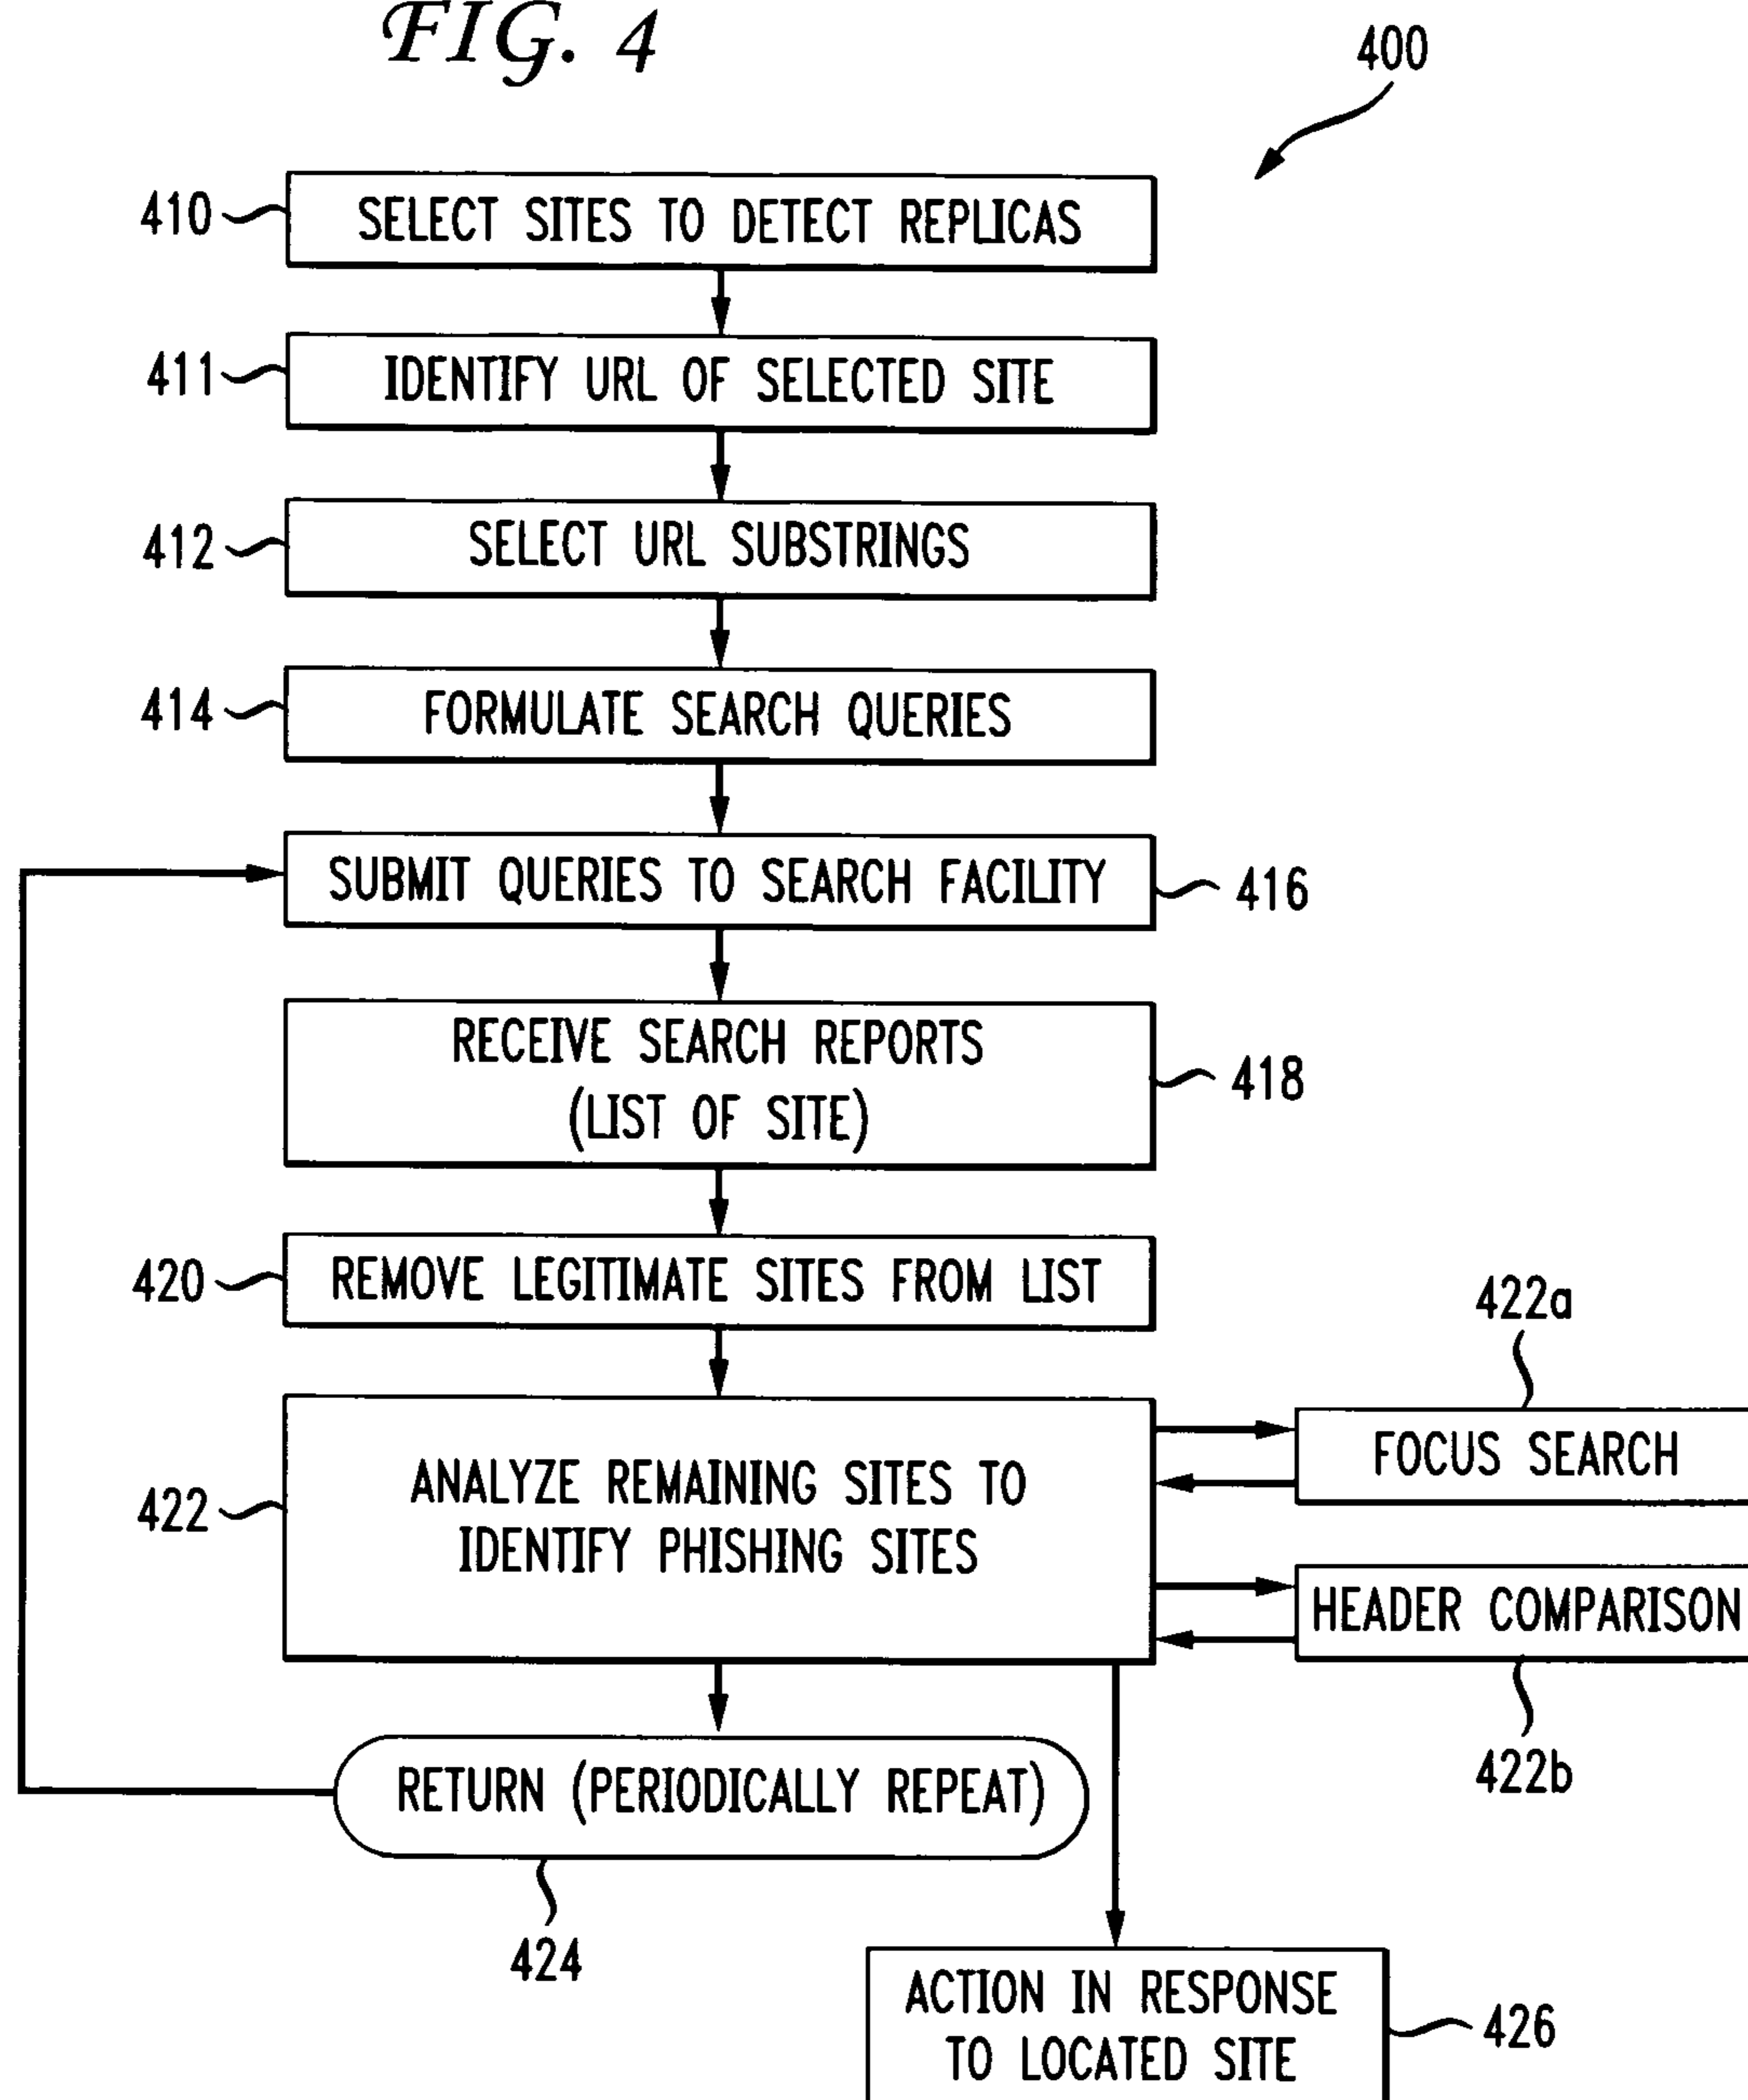 FIG. 4
400
410
SELECT SITES TO DETECT REPLICAS
411
IDENTIFY URL OF SELECTED SITE
412
SELECT URL SUBSTRINGS
414
FORMULATE SEARCH QUERIES
SUBMIT QUERIES TO SEARCH FACILITY
416
RECEIVE SEARCH REPORTS
(LIST OF SITE)
418
420
REMOVE LEGITIMATE SITES FROM LIST
422
ANALYZE REMAINING SITES TO
IDENTIFY PHISHING SITES
422a
FOCUS SEARCH
HEADER COMPARISON
422b
RETURN (PERIODICALLY REPEAT)
424
ACTION IN RESPONSE
TO LOCATED SITE
426